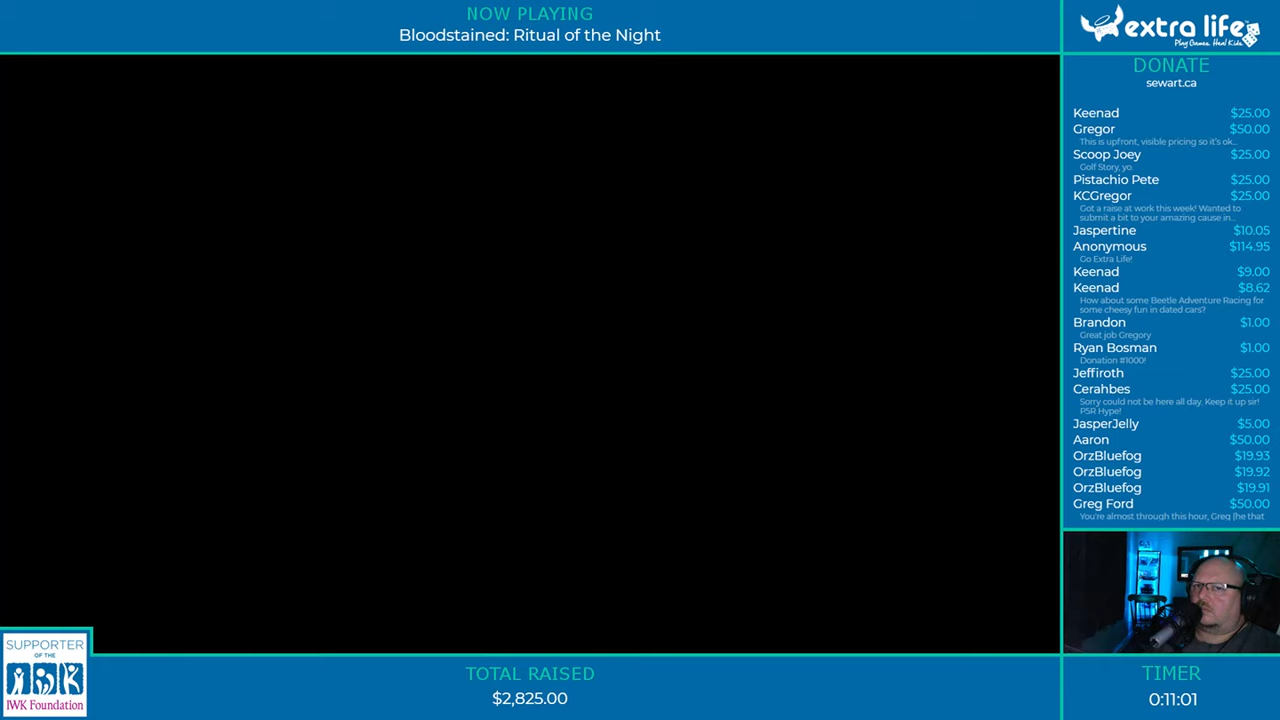 NOW PLAYING
Bloodstained: Ritual of the Night
extra life
Play Games. Heal Kids.
DONATE
sewart.ca
Keenad $25.00
Gregor $50.00
This is upfront, visible pricing so it's ok...
Scoop Joey $25.00
Golf Story, yo.
Pistachio Pete $25.00
KCGregor $25.00
Got a raise at work this week! Wanted to
submit a bit to your amazing cause in...
Jaspertine $10.05
Anonymous $114.95
Go Extra Life!
Keenad $9.00
Keenad $8.62
How about some Beetle Adventure Racing for
some cheesy fun in dated cars?
Brandon $1.00
Great job Gregory
Ryan Bosman $1.00
Donation #1000!
Jeffiroth $25.00
Cerahbes $25.00
Sorry could not be here all day. Keep it up sir!
P5R Hype!
JasperJelly $5.00
Aaron $50.00
OrzBluefog $19.93
OrzBluefog $19.92
OrzBluefog $19.91
Greg Ford $50.00
You're almost through this hour, Greg (he that
SUPPORTER
OF THE
IWK
IWK Foundation
TOTAL RAISED
$2,825.00
TIMER
0:11:01